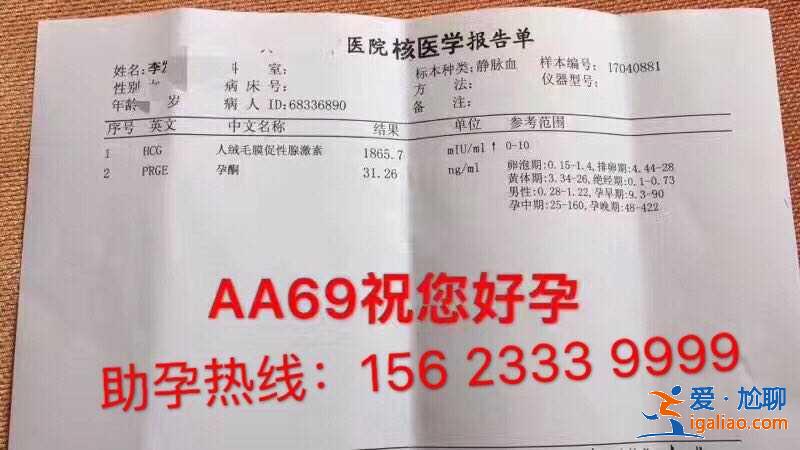 医院核医学报告单
姓名:李
室: 标本种类:静脉血 样本编号:17040881
性别 病床号: 方 法: 仪器型号:
年龄 岁 病人ID:68336890 备 注:
序号 英文 中文名称 结果 单位 参考范围
1 HCG 人绒毛膜促性腺激素 1865.7 mIU/ml↑ 0-10
2 PRGE 孕酮 31.26 ng/ml 卵泡期:0.15-1.4,排卵期:4.44-28
黄体期:3.34-26,绝经期:0.1-0.73
男性:0.28-1.22,孕早期:9.3-90
孕中期:25-160,孕晚期:48-422
AA69祝您好孕
助孕热线：156 2333 9999
爱·尬聊
igaliao.com